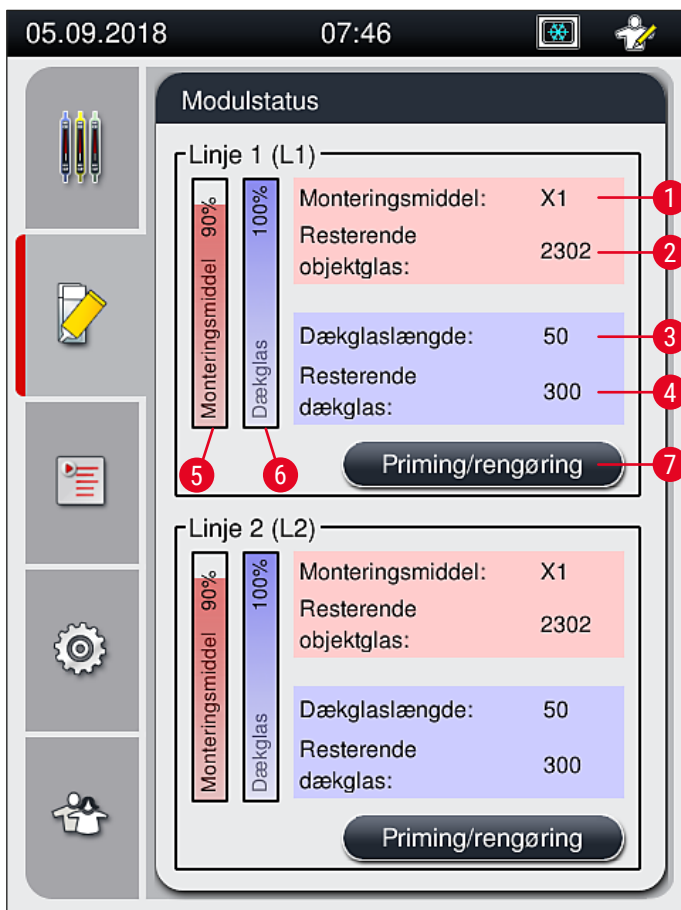 05.09.2018 07:46
Modulstatus
Linje 1 (L1)
Monteringsmiddel 90%
Dækglas 100%
Monteringsmiddel: X1 1
Resterende
objektglas: 2302 2
Dækglaslængde: 50 3
Resterende
dækglas: 300 4
5 6
Priming/rengøring 7
Linje 2 (L2)
Monteringsmiddel 90%
Dækglas 100%
Monteringsmiddel: X1
Resterende
objektglas: 2302
Dækglaslængde: 50
Resterende
dækglas: 300
Priming/rengøring